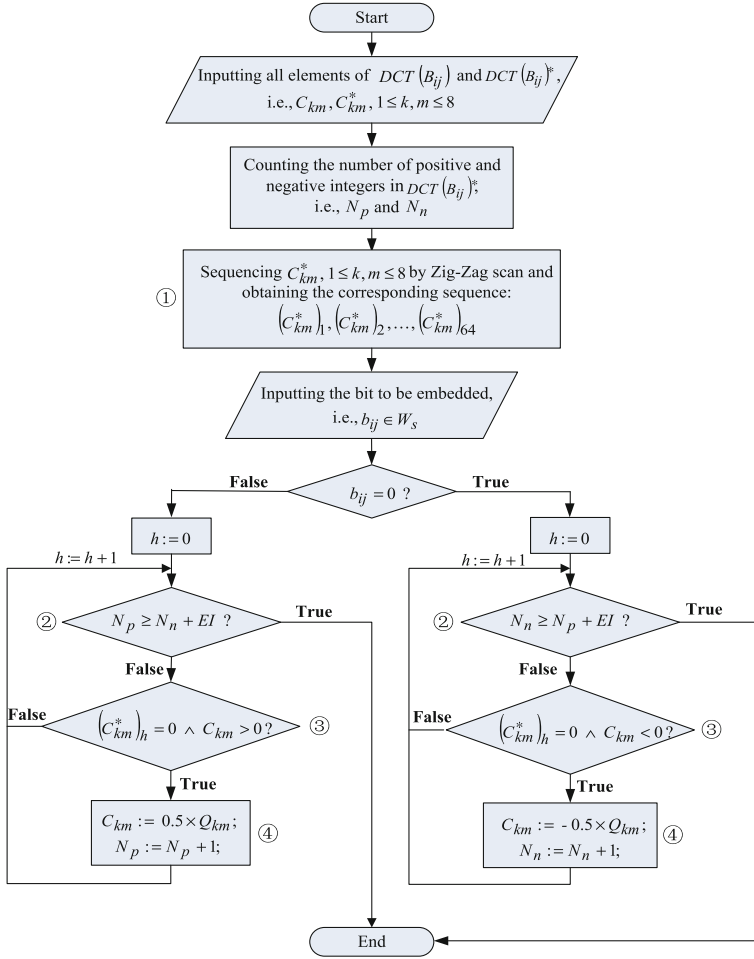 Start
Inputting all elements of DCT(B_ij) and DCT(B_ij)*,
i.e., C_km, C*_km, 1 ≤ k, m ≤ 8
Counting the number of positive and
negative integers in DCT(B_ij)*,
i.e., N_p and N_n
①
Sequencing C*_km, 1 ≤ k, m ≤ 8 by Zig-Zag scan and
obtaining the corresponding sequence:
(C*_km)_1, (C*_km)_2, ..., (C*_km)_64
Inputting the bit to be embedded,
i.e., b_ij ∈ W_s
b_ij = 0 ?
False
True
h := 0
h := h + 1
② N_p ≥ N_n + EI ?
True
False
(C*_km)_h = 0 ∧ C_km > 0 ? ③
False
True
C_km := 0.5 × Q_km;
N_p := N_p + 1;
④
h := 0
h := h + 1
② N_n ≥ N_p + EI ?
True
False
(C*_km)_h = 0 ∧ C_km < 0 ? ③
False
True
C_km := - 0.5 × Q_km;
N_n := N_n + 1;
④
End